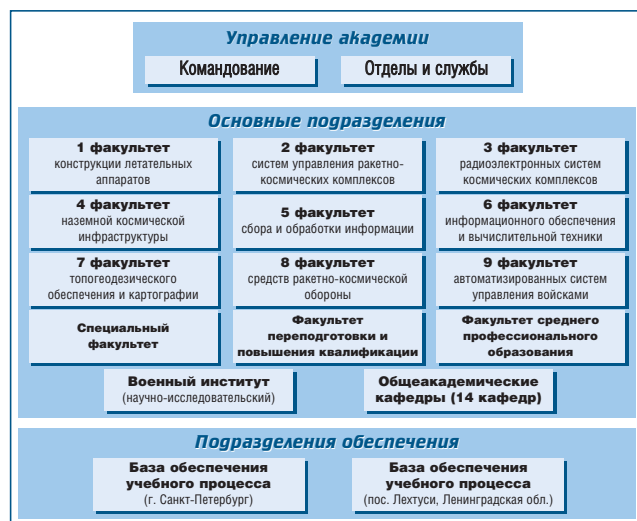 Управление академии
Командование
Отделы и службы
Основные подразделения
1 факультет
конструкции летательных
аппаратов
2 факультет
систем управления ракетно-
космических комплексов
3 факультет
радиоэлектронных систем
космических комплексов
4 факультет
наземной космической
инфраструктуры
5 факультет
сбора и обработки информации
6 факультет
информационного обеспечения
и вычислительной техники
7 факультет
топогеодезического
обеспечения и картографии
8 факультет
средств ракетно-космической
обороны
9 факультет
автоматизированных систем
управления войсками
Специальный
факультет
Факультет
переподготовки и
повышения квалификации
Факультет среднего
профессионального
образования
Военный институт
(научно-исследовательский)
Общеакадемические
кафедры (14 кафедр)
Подразделения обеспечения
База обеспечения
учебного процесса
(г. Санкт-Петербург)
База обеспечения
учебного процесса
(пос. Лехтуси, Ленинградская обл.)